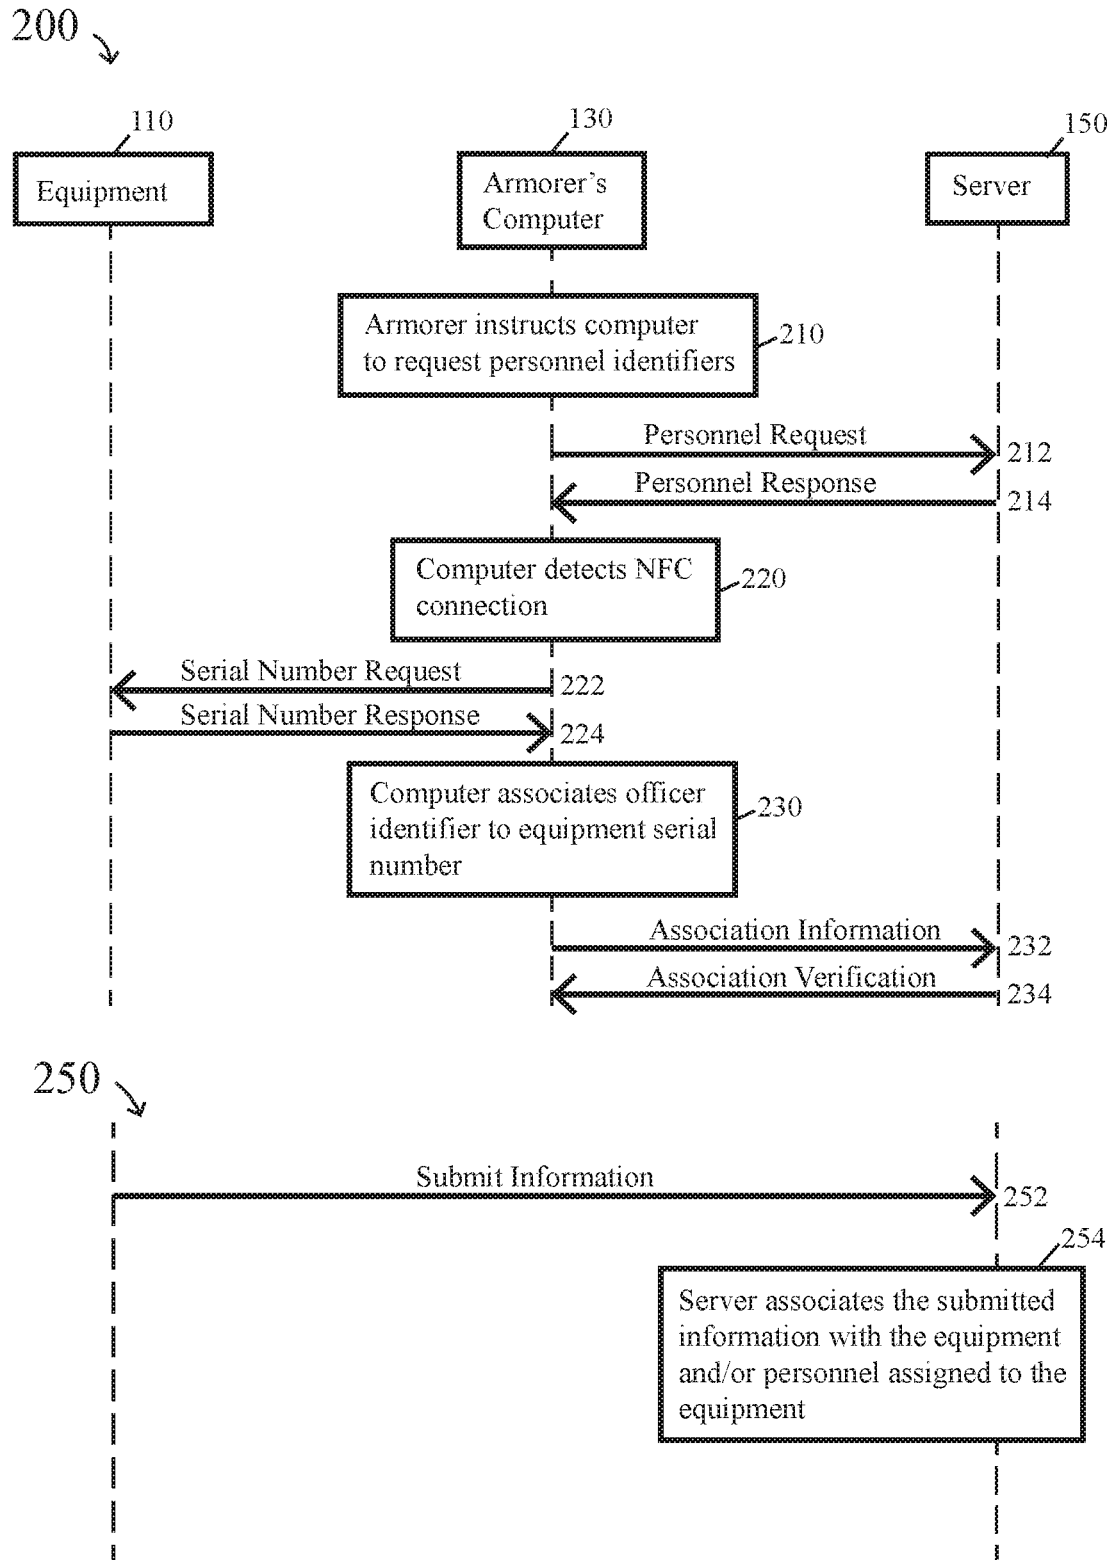 200
110
130
150
Equipment
Armorer's
Computer
Server
Armorer instructs computer
to request personnel identifiers
210
Personnel Request
212
Personnel Response
214
Computer detects NFC
connection
220
Serial Number Request
222
Serial Number Response
224
Computer associates officer
identifier to equipment serial
number
230
Association Information
232
Association Verification
234
250
Submit Information
252
254
Server associates the submitted
information with the equipment
and/or personnel assigned to the
equipment